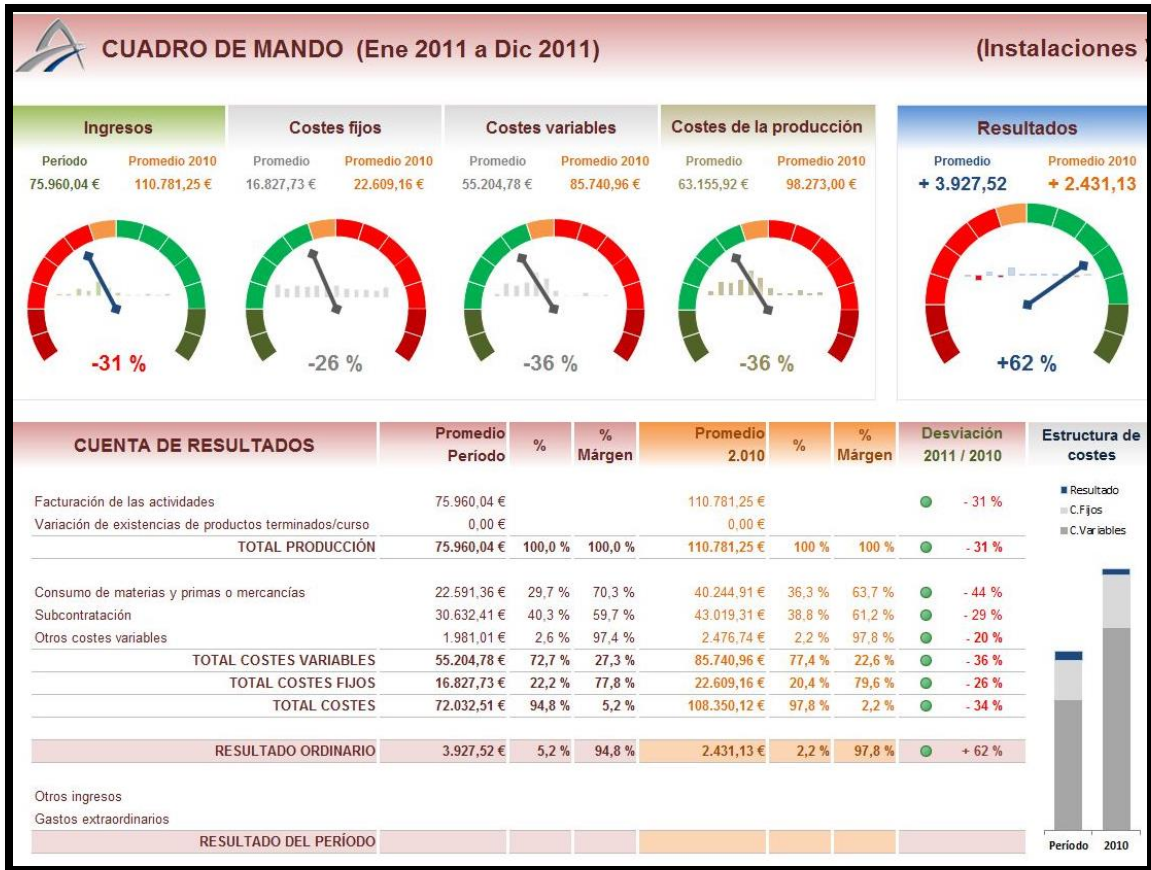 CUADRO DE MANDO (Ene 2011 a Dic 2011) (Instalaciones )
Ingresos Costes fijos Costes variables Costes de la producción Resultados
Período Promedio 2010 Promedio Promedio 2010 Promedio Promedio 2010 Promedio Promedio 2010 Promedio Promedio 2010
75.960,04 € 110.781,25 € 16.827,73 € 22.609,16 € 55.204,78 € 85.740,96 € 63.155,92 € 98.273,00 € + 3.927,52 + 2.431,13
-31 % -26 % -36 % -36 % +62 %
CUENTA DE RESULTADOS Promedio Período % % Márgen Promedio 2.010 % % Márgen Desviación 2011 / 2010 Estructura de costes
Facturación de las actividades 75.960,04 € 110.781,25 € - 31 %
Variación de existencias de productos terminados/curso 0,00 € 0,00 €
TOTAL PRODUCCIÓN 75.960,04 € 100,0 % 100,0 % 110.781,25 € 100 % 100 % - 31 %
Consumo de materias y primas o mercancías 22.591,36 € 29,7 % 70,3 % 40.244,91 € 36,3 % 63,7 % - 44 %
Subcontratación 30.632,41 € 40,3 % 59,7 % 43.019,31 € 38,8 % 61,2 % - 29 %
Otros costes variables 1.981,01 € 2,6 % 97,4 % 2.476,74 € 2,2 % 97,8 % - 20 %
TOTAL COSTES VARIABLES 55.204,78 € 72,7 % 27,3 % 85.740,96 € 77,4 % 22,6 % - 36 %
TOTAL COSTES FIJOS 16.827,73 € 22,2 % 77,8 % 22.609,16 € 20,4 % 79,6 % - 26 %
TOTAL COSTES 72.032,51 € 94,8 % 5,2 % 108.350,12 € 97,8 % 2,2 % - 34 %
RESULTADO ORDINARIO 3.927,52 € 5,2 % 94,8 % 2.431,13 € 2,2 % 97,8 % + 62 %
Otros ingresos
Gastos extraordinarios
RESULTADO DEL PERÍODO
Resultado
C.Fijos
C.Variables
Período 2010